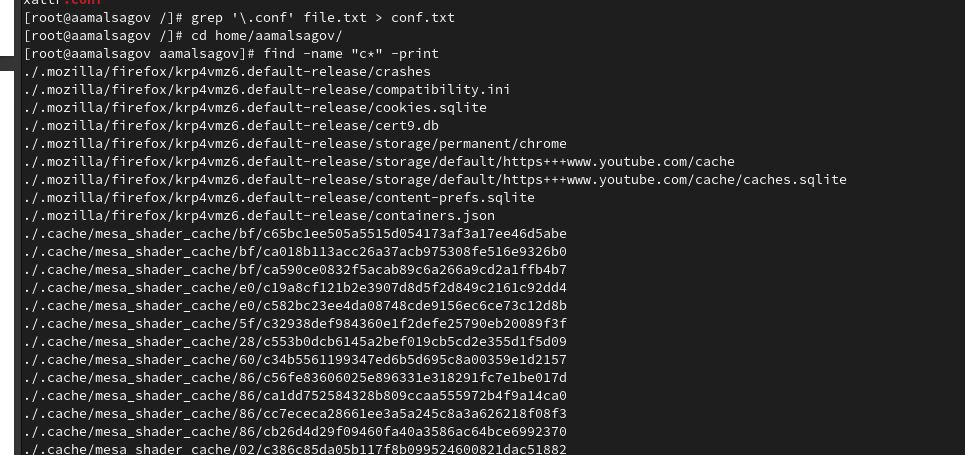 xattr.conf
[root@aamalsagov /]# grep '\.conf' file.txt > conf.txt
[root@aamalsagov /]# cd home/aamalsagov/
[root@aamalsagov aamalsagov]# find -name "c*" -print
./.mozilla/firefox/krp4vmz6.default-release/crashes
./.mozilla/firefox/krp4vmz6.default-release/compatibility.ini
./.mozilla/firefox/krp4vmz6.default-release/cookies.sqlite
./.mozilla/firefox/krp4vmz6.default-release/cert9.db
./.mozilla/firefox/krp4vmz6.default-release/storage/permanent/chrome
./.mozilla/firefox/krp4vmz6.default-release/storage/default/https+++www.youtube.com/cache
./.mozilla/firefox/krp4vmz6.default-release/storage/default/https+++www.youtube.com/cache/caches.sqlite
./.mozilla/firefox/krp4vmz6.default-release/content-prefs.sqlite
./.mozilla/firefox/krp4vmz6.default-release/containers.json
./.cache/mesa_shader_cache/bf/c65bc1ee505a5515d054173af3a17ee46d5abe
./.cache/mesa_shader_cache/bf/ca018b113acc26a37acb975308fe516e9326b0
./.cache/mesa_shader_cache/bf/ca590ce0832f5acab89c6a266a9cd2a1ffb4b7
./.cache/mesa_shader_cache/e0/c19a8cf121b2e3907d8d5f2d849c2161c92dd4
./.cache/mesa_shader_cache/e0/c582bc23ee4da08748cde9156ec6ce73c12d8b
./.cache/mesa_shader_cache/5f/c32938def984360e1f2defe25790eb20089f3f
./.cache/mesa_shader_cache/28/c553b0dcb6145a2bef019cb5cd2e355d1f5d09
./.cache/mesa_shader_cache/60/c34b5561199347ed6b5d695c8a00359e1d2157
./.cache/mesa_shader_cache/86/c56fe83606025e896331e318291fc7e1be017d
./.cache/mesa_shader_cache/86/ca1dd752584328b809ccaa555972b4f9a14ca0
./.cache/mesa_shader_cache/86/cc7ececa28661ee3a5a245c8a3a626218f08f3
./.cache/mesa_shader_cache/86/cb26d4d29f09460fa40a3586ac64bce6992370
./.cache/mesa_shader_cache/02/c386c85da05b117f8b099524600821dac51882